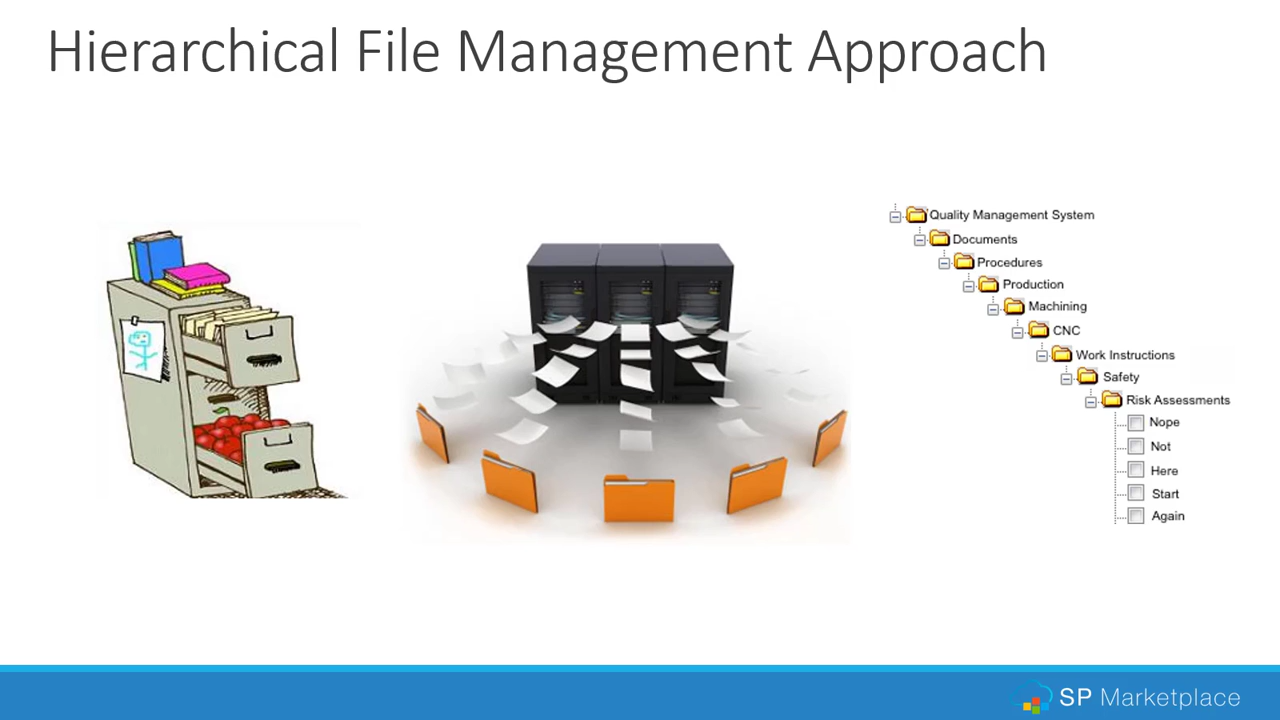 Hierarchical File Management Approach
Quality Management System
Documents
Procedures
Production
Machining
CNC
Work Instructions
Safety
Risk Assessments
Nope
Not
Here
Start
Again
SP Marketplace